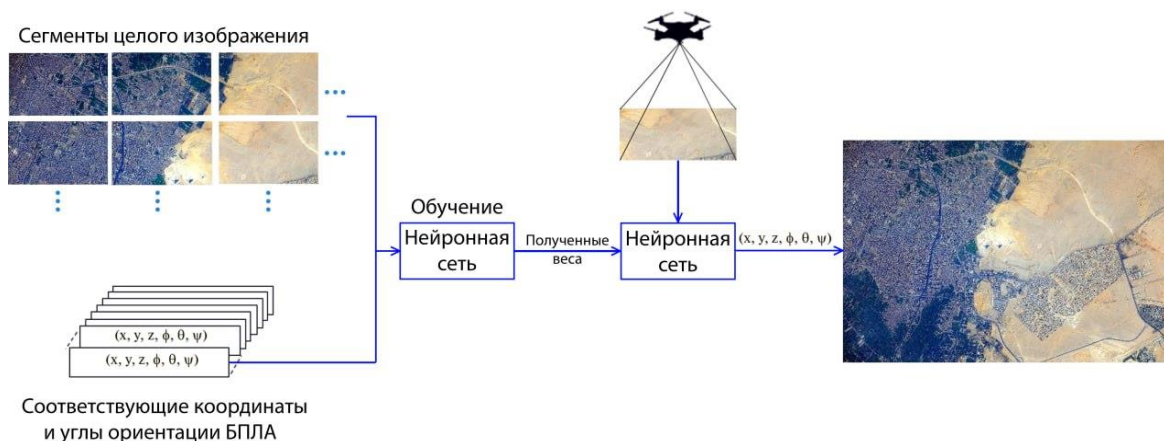 Сегменты целого изображения
Обучение
Нейронная
сеть
Полученные
веса
Нейронная
сеть
(x, y, z, ϕ, θ, ψ)
(x, y, z, ϕ, θ, ψ)
(x, y, z, ϕ, θ, ψ)
Соответствующие координаты
и углы ориентации БПЛА